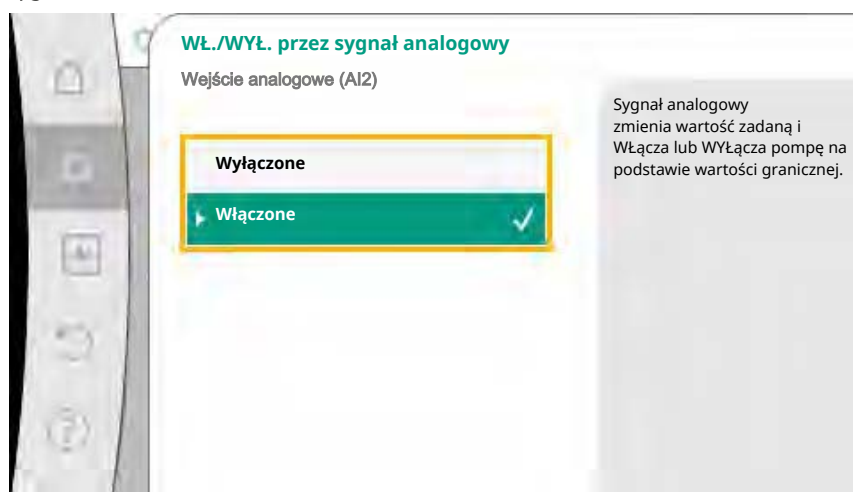 WŁ./WYŁ. przez sygnał analogowy
Wejście analogowe (AI2)
Wyłączone
Włączone
Sygnał analogowy
zmienia wartość zadaną i
WŁącza lub WYŁącza pompę na
podstawie wartości granicznej.